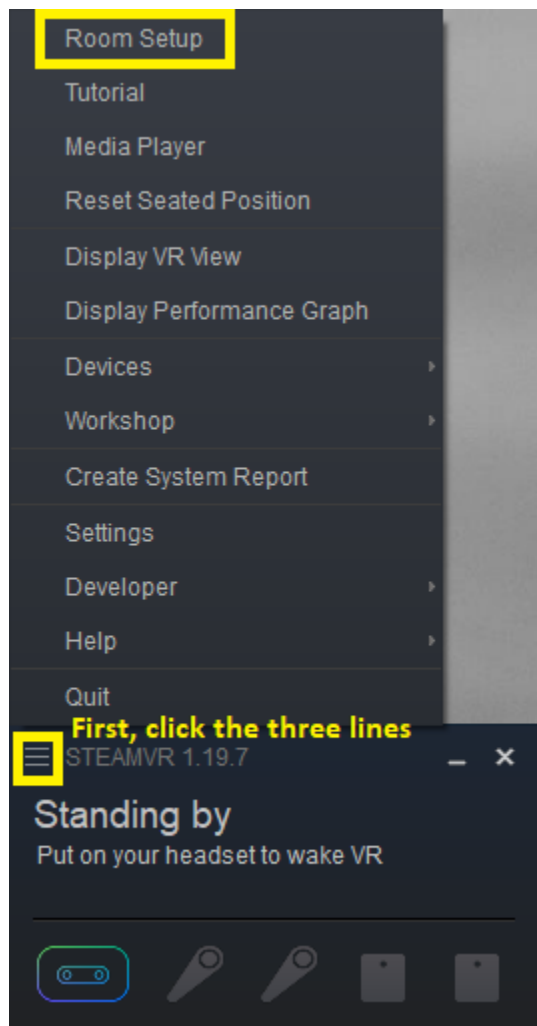 Room Setup
Tutorial
Media Player
Reset Seated Position
Display VR View
Display Performance Graph
Devices
Workshop
Create System Report
Settings
Developer
Help
Quit
First, click the three lines
STEAMVR 1.19.7
Standing by
Put on your headset to wake VR